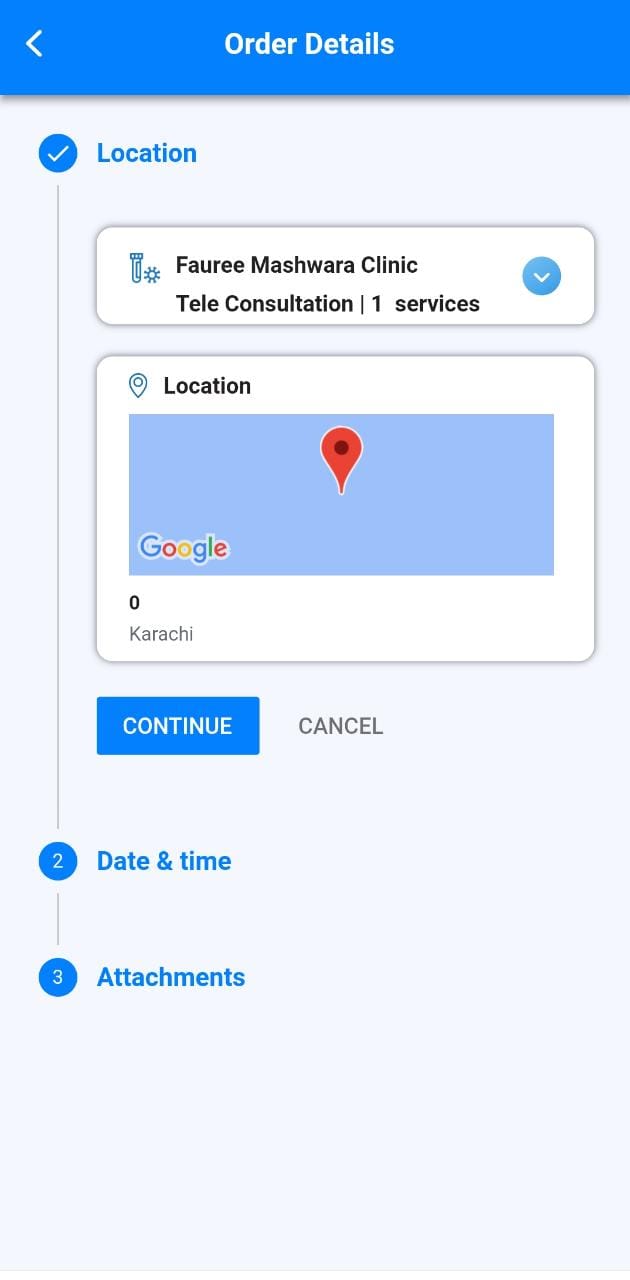 Order Details
Location
Fauree Mashwara Clinic
Tele Consultation | 1 services
Location
Google
0
Karachi
CONTINUE CANCEL
2 Date & time
3 Attachments